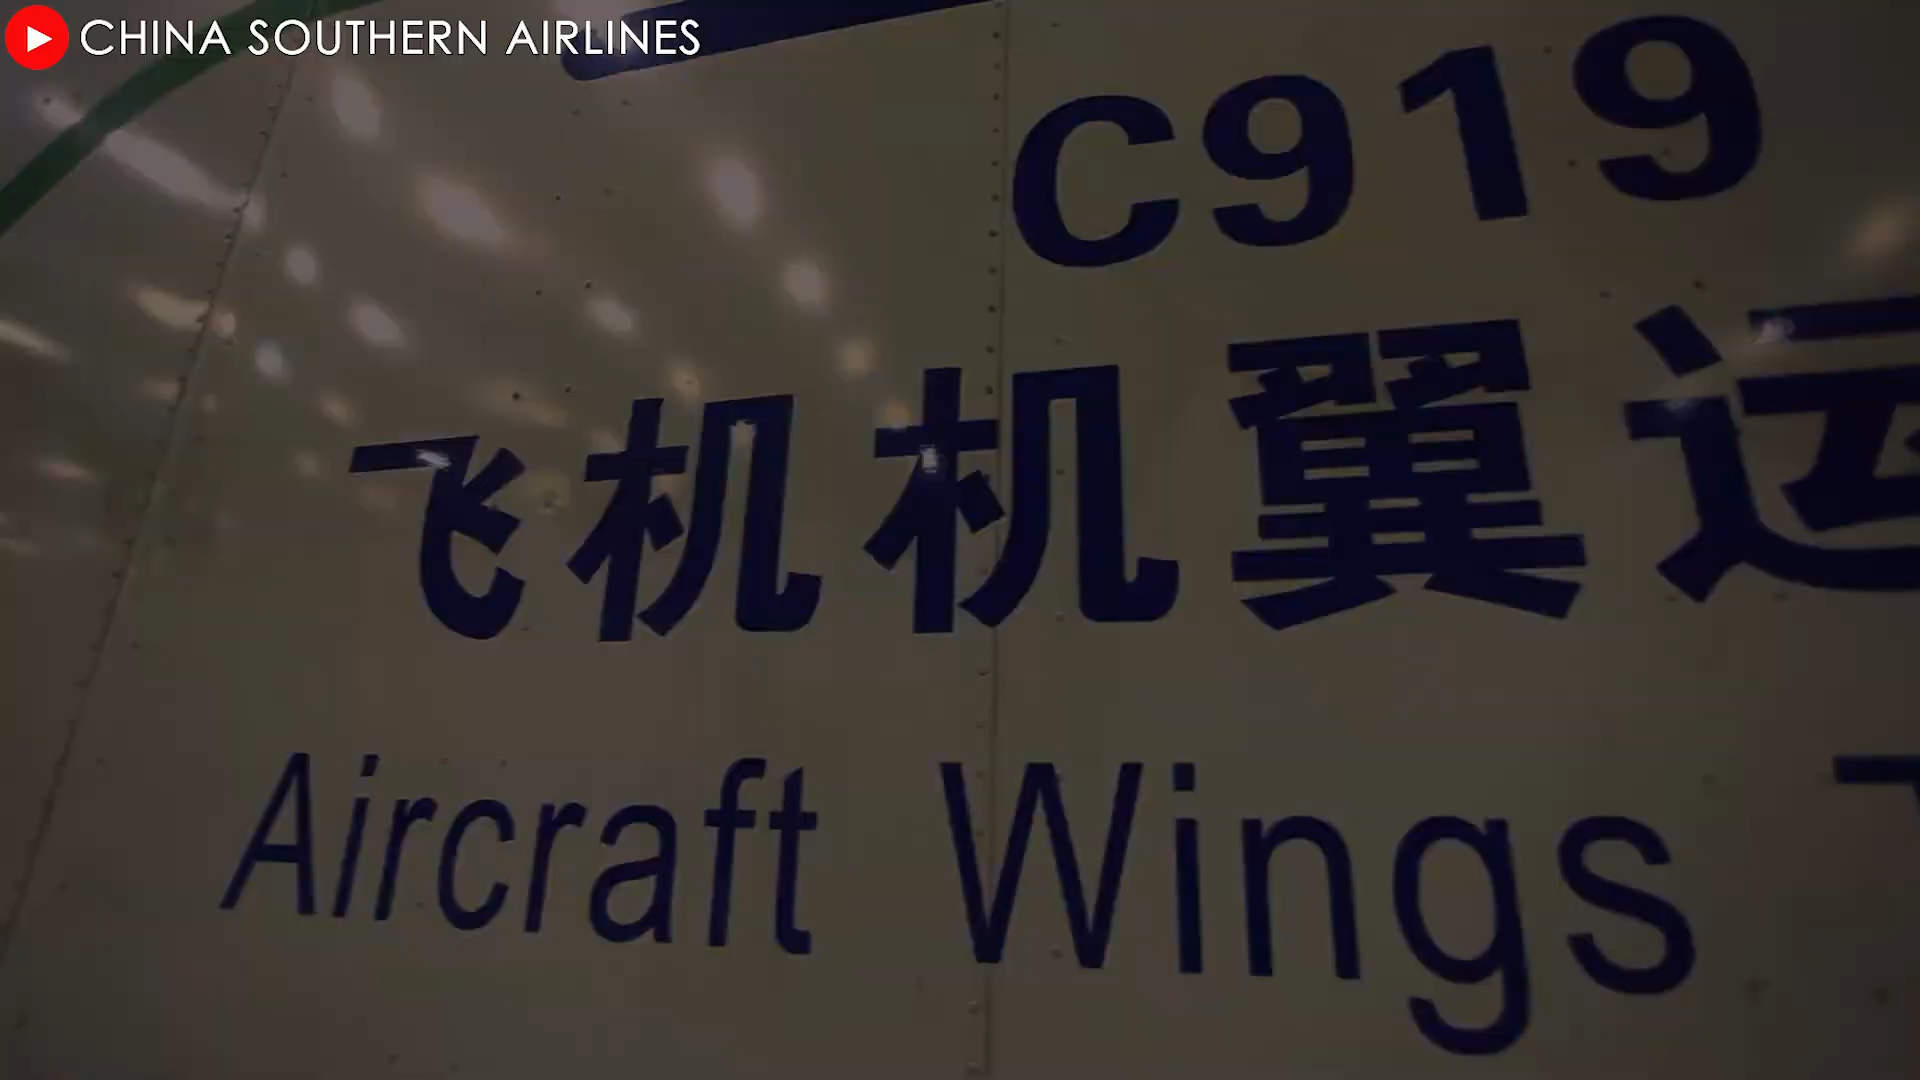 CHINA SOUTHERN AIRLINES
C919
飞机机翼运
Aircraft Wings